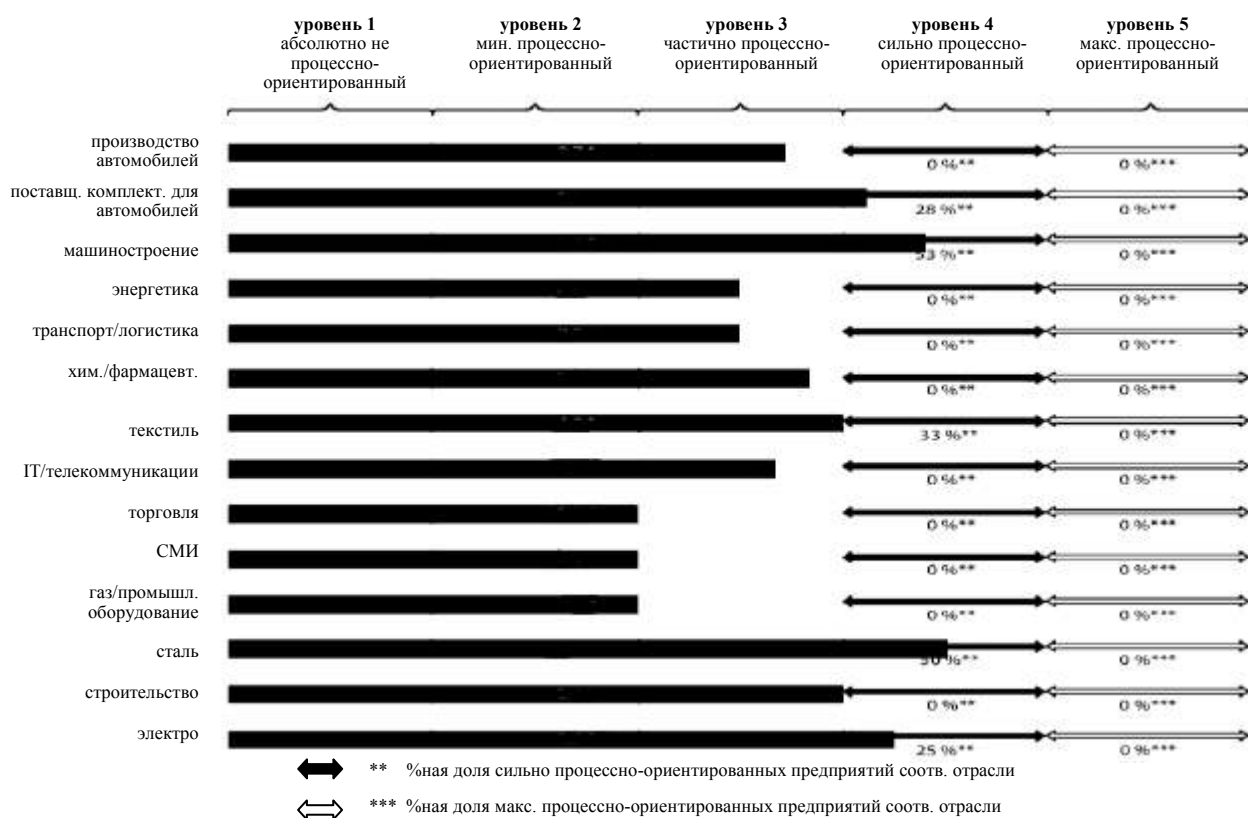 уровень 1
абсолютно не
процессно-
ориентированный
уровень 2
мин. процессно-
ориентированный
уровень 3
частично процессно-
ориентированный
уровень 4
сильно процессно-
ориентированный
уровень 5
макс. процессно-
ориентированный
производство
автомобилей
0 %** 0 %***
поставщ. комплект. для
автомобилей
28 %** 0 %***
машиностроение
%** 0 %***
энергетика
0 %** 0 %***
транспорт/логистика
0 %** 0 %***
хим./фармацевт.
0 %** 0 %***
текстиль
33 %** 0 %***
IT/телекоммуникации
0 %** 0 %***
торговля
0 %** 0 %***
СМИ
0 %** 0 %***
газ/промышл.
оборудование
0 %** 0 %***
сталь
%** 0 %***
строительство
0 %** 0 %***
электро
25 %** 0 %***
** %ная доля сильно процессно-ориентированных предприятий соотв. отрасли
*** %ная доля макс. процессно-ориентированных предприятий соотв. отрасли